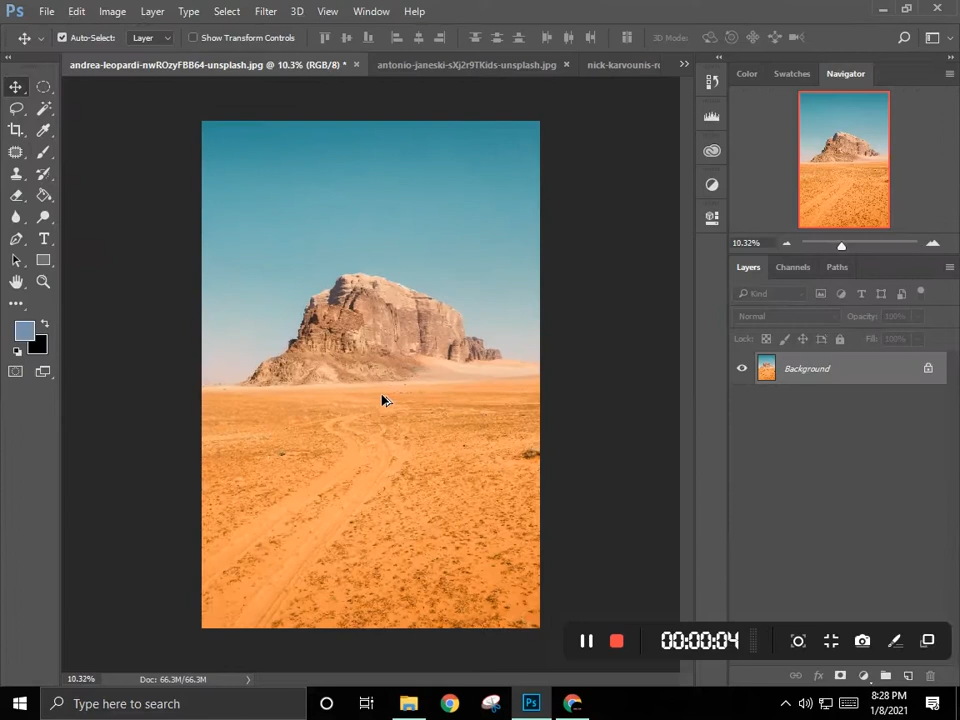 Ps File Edit Image Layer Type Select Filter 3D View Window Help
Auto-Select: Layer Show Transform Controls 3D Mode:
andrea-leopardi-nwROzyFBB64-unsplash.jpg @ 10.3% (RGB/8) * antonio-janeski-sXj2r9TKids-unsplash.jpg nick-karvounis-n
Color Swatches Navigator
10.32%
Layers Channels Paths
Kind
Normal Opacity: 100%
Lock: Fill: 100%
Background
00:00:04
10.32% Doc: 66.3M/66.3M
Type here to search
Ps
8:28 PM
1/8/2021